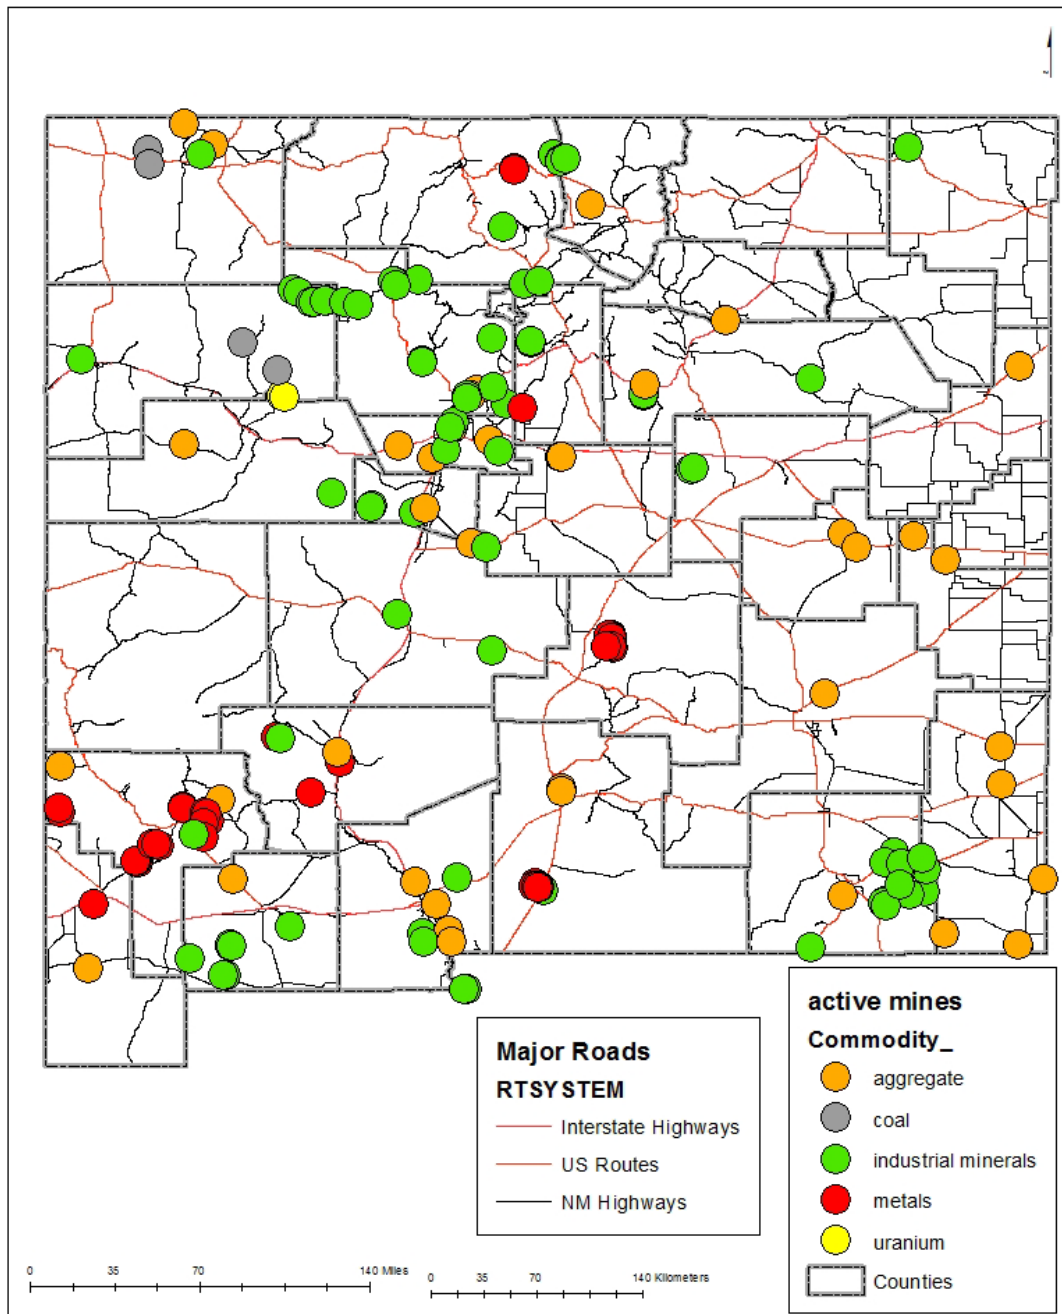 active mines
Commodity_
aggregate
coal
industrial minerals
metals
uranium
Counties
Major Roads
RTSYSTEM
Interstate Highways
US Routes
NM Highways
0 35 70 140 Miles
0 35 70 140 Kilometers